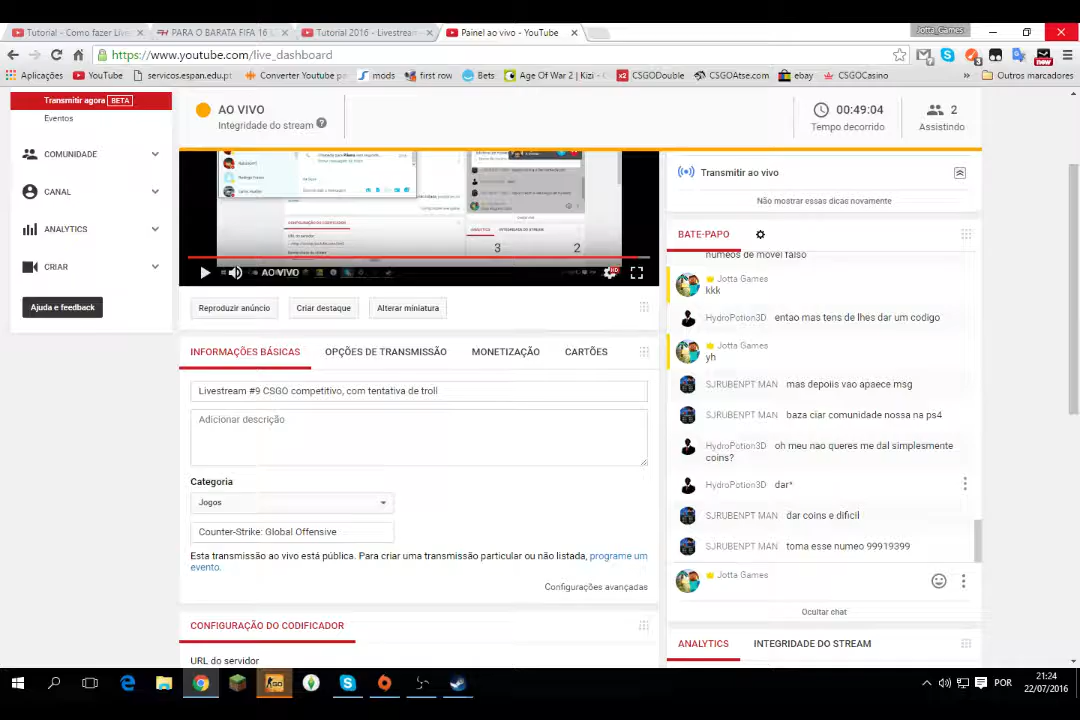 Tutorial - Como fazer Live
PARA O BARATA FIFA 16 U
Tutorial 2016 - Livestream
Painel ao vivo - YouTube
Jotta Games
https://www.youtube.com/live_dashboard
Aplicações
YouTube
servicos.espan.edu.pt
Converter Youtube pa
mods
first row
Bets
Age Of War 2 | Kizi - G
CSGODouble
CSGOAtse.com
ebay
CSGOCasino
»
Outros marcadores
Transmitir agora BETA
Eventos
COMUNIDADE
CANAL
ANALYTICS
CRIAR
Ajuda e feedback
AO VIVO
Integridade do stream
00:49:04
Tempo decorrido
2
Assistindo
3
2
AO VIVO
HD
Reproduzir anúncio
Criar destaque
Alterar miniatura
INFORMAÇÕES BÁSICAS
OPÇÕES DE TRANSMISSÃO
MONETIZAÇÃO
CARTÕES
Livestream #9 CSGO competitivo, com tentativa de troll
Adicionar descrição
Categoria
Jogos
Counter-Strike: Global Offensive
Esta transmissão ao vivo está pública. Para criar uma transmissão particular ou não listada, programe um
evento.
Configurações avançadas
CONFIGURAÇÃO DO CODIFICADOR
URL do servidor
Transmitir ao vivo
Não mostrar essas dicas novamente
BATE-PAPO
numeos de movel falso
Jotta Games
kkk
HydroPotion3D entao mas tens de lhes dar um codigo
Jotta Games
yh
SJRUBENPT MAN mas depoiis vao apaece msg
SJRUBENPT MAN baza ciar comunidade nossa na ps4
HydroPotion3D oh meu nao queres me dal simplesmente
coins?
HydroPotion3D dar*
SJRUBENPT MAN dar coins e dificil
SJRUBENPT MAN toma esse numeo 99919399
Jotta Games
Ocultar chat
ANALYTICS
INTEGRIDADE DO STREAM
POR
21:24
22/07/2016